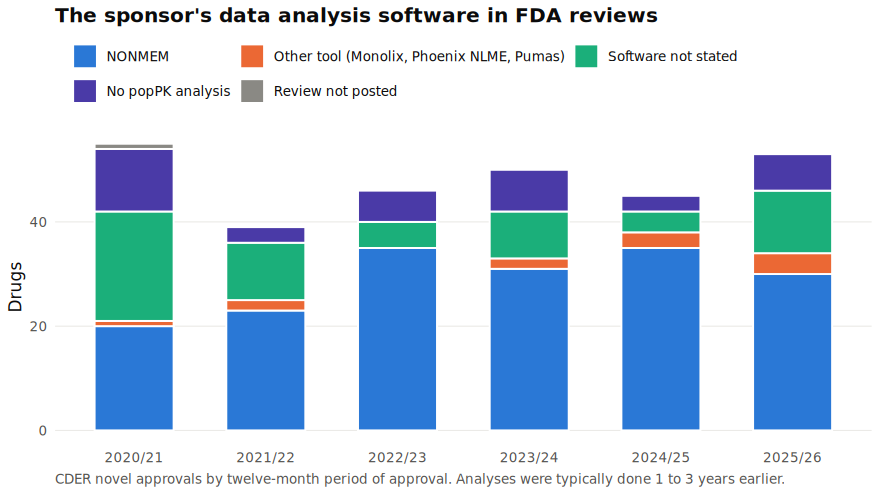 The sponsor's data analysis software in FDA reviews
NONMEM
Other tool (Monolix, Phoenix NLME, Pumas)
Software not stated
No popPK analysis
Review not posted
Drugs
40
20
0
2020/21
2021/22
2022/23
2023/24
2024/25
2025/26
CDER novel approvals by twelve-month period of approval. Analyses were typically done 1 to 3 years earlier.